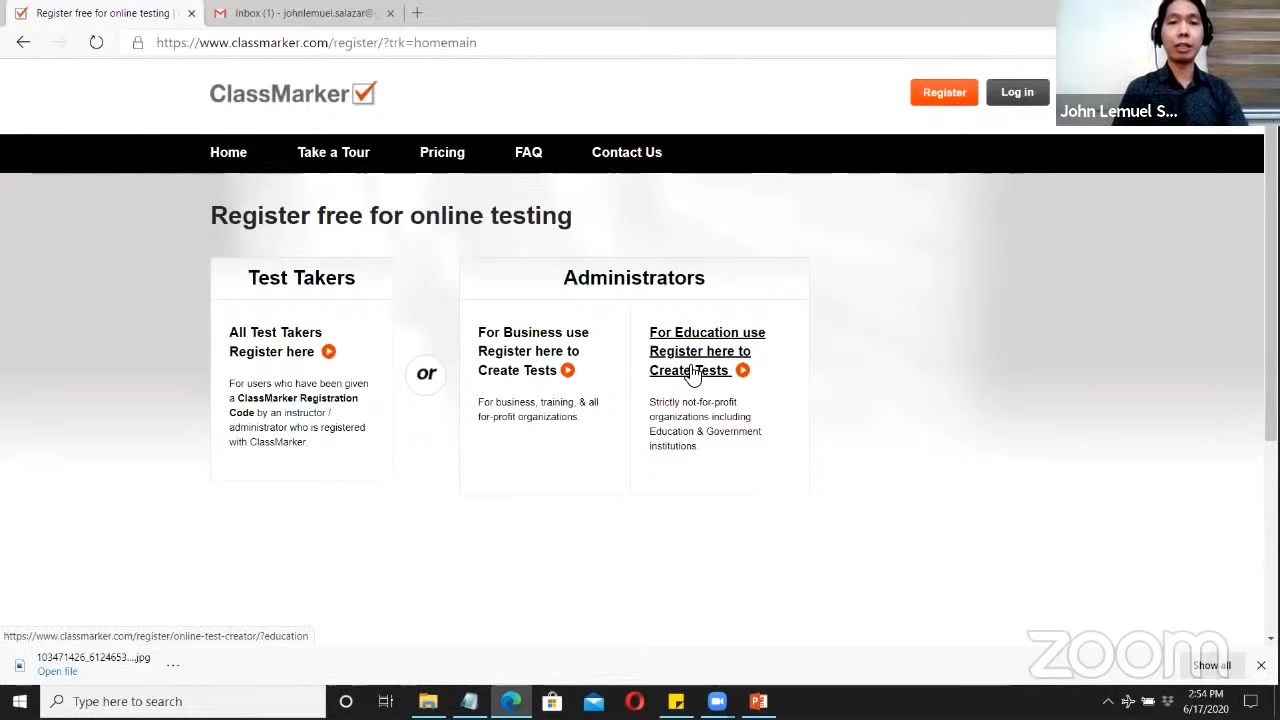 Register free for online testing |
Inbox (1) - johnlemuel.salazar@
https://www.classmarker.com/register/?trk=homemain
ClassMarker
Register
Log in
John Lemuel S...
Home
Take a Tour
Pricing
FAQ
Contact Us
Register free for online testing
Test Takers
All Test Takers
Register here
For users who have been given
a ClassMarker Registration
Code by an instructor /
administrator who is registered
with ClassMarker.
or
Administrators
For Business use
Register here to
Create Tests
For business, training, & all
for-profit organizations.
For Education use
Register here to
Create Tests
Strictly not-for-profit
organizations including
Education & Government
institutions.
https://www.classmarker.com/register/online-test-creator/?education
103471426_6124653....jpg
Open file
...
zoom
Show all
Type here to search
2:54 PM
6/17/2020